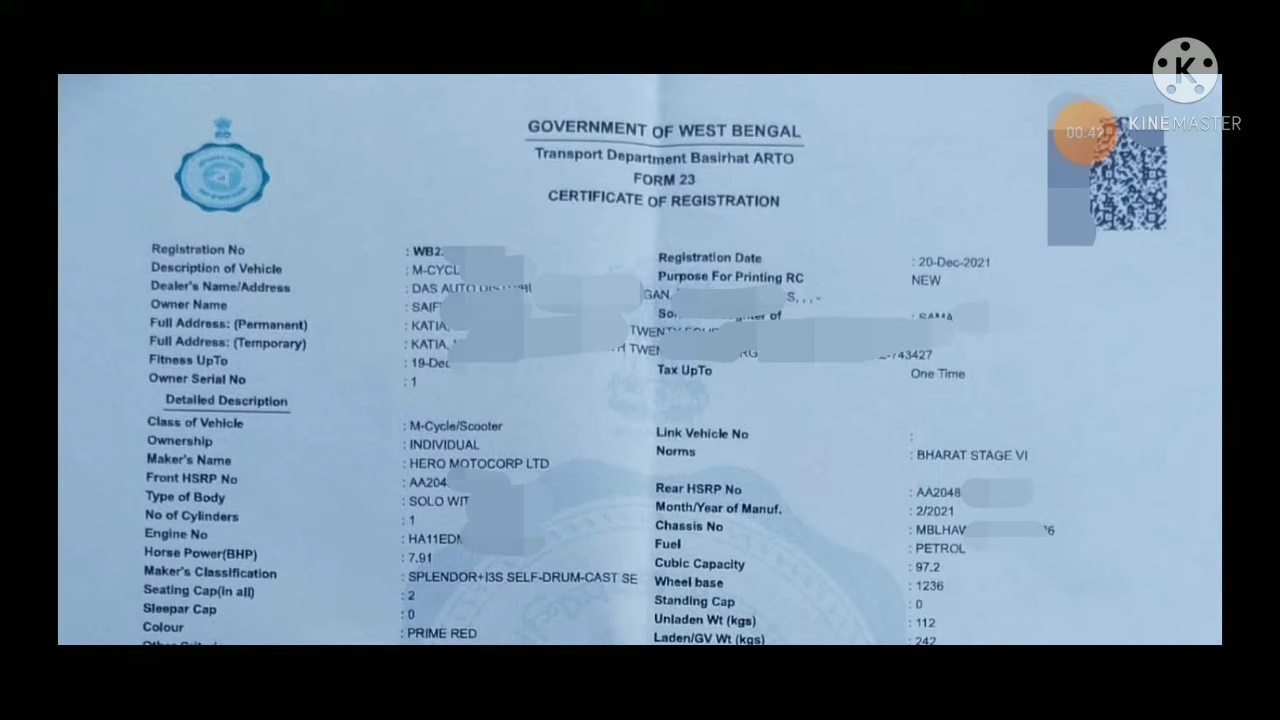 KINEMASTER
00:42
GOVERNMENT OF WEST BENGAL
Transport Department Basirhat ARTO
FORM 23
CERTIFICATE OF REGISTRATION
Registration No : WB2 Registration Date : 20-Dec-2021
Description of Vehicle : M-CYCL Purpose For Printing RC NEW
Dealer's Name/Address : DAS AUTO GAN,
Owner Name : SAIF of : SAMA
Full Address: (Permanent) : KATIA, TWENTY
Full Address: (Temporary) : KATIA, 743427
Fitness UpTo : 19-Dec Tax UpTo One Time
Owner Serial No : 1
Detailed Description
Class of Vehicle : M-Cycle/Scooter Link Vehicle No :
Ownership : INDIVIDUAL Norms : BHARAT STAGE VI
Maker's Name : HERO MOTOCORP LTD
Front HSRP No : AA204 Rear HSRP No : AA2048
Type of Body : SOLO WIT Month/Year of Manuf. : 2/2021
No of Cylinders : 1 Chassis No : MBLHAW 6
Engine No : HA11ED Fuel : PETROL
Horse Power(BHP) : 7.91 Cubic Capacity : 97.2
Maker's Classification : SPLENDOR+I3S SELF-DRUM-CAST SE Wheel base : 1236
Seating Cap(in all) : 2 Standing Cap : 0
Sleepar Cap : 0 Unladen Wt (kgs) : 112
Colour : PRIME RED Laden/GV Wt (kgs) : 242